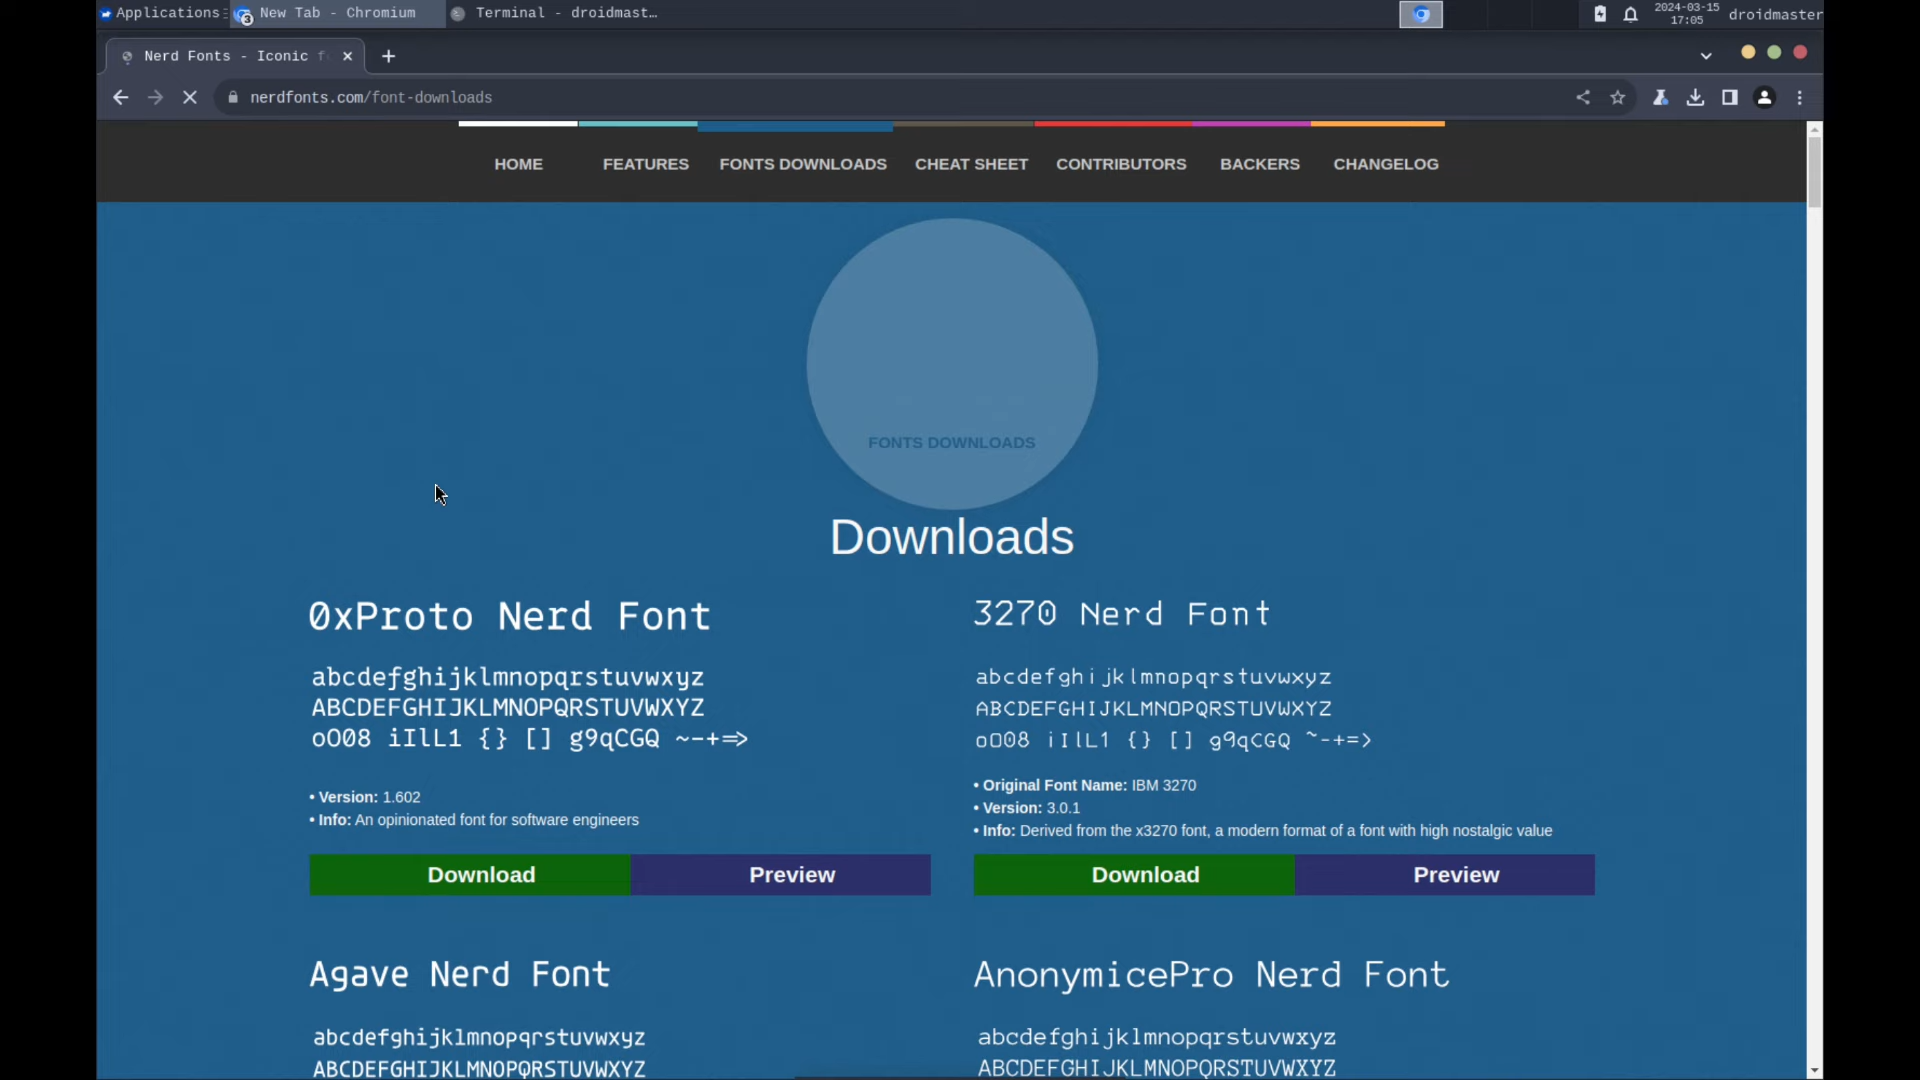 Applications
3
New Tab - Chromium
Terminal - droidmast…
2024-03-15
17:05
droidmaster
Nerd Fonts - Iconic f
nerdfonts.com/font-downloads
HOME
FEATURES
FONTS DOWNLOADS
CHEAT SHEET
CONTRIBUTORS
BACKERS
CHANGELOG
FONTS DOWNLOADS
Downloads
0xProto Nerd Font
abcdefghijklmnopqrstuvwxyz
ABCDEFGHIJKLMNOPQRSTUVWXYZ
oO08 iIlL1 {} [] g9qCGQ ~-+=>
• Version: 1.602
• Info: An opinionated font for software engineers
Download
Preview
3270 Nerd Font
abcdefghijklmnopqrstuvwxyz
ABCDEFGHIJKLMNOPQRSTUVWXYZ
oO08 iIlL1 {} [] g9qCGQ ~-+=>
• Original Font Name: IBM 3270
• Version: 3.0.1
• Info: Derived from the x3270 font, a modern format of a font with high nostalgic value
Download
Preview
Agave Nerd Font
abcdefghijklmnopqrstuvwxyz
ABCDEFGHIJKLMNOPQRSTUVWXYZ
AnonymicePro Nerd Font
abcdefghijklmnopqrstuvwxyz
ABCDEFGHIJKLMNOPQRSTUVWXYZ